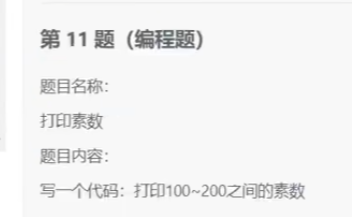 第 11 题（编程题）
题目名称：
打印素数
题目内容：
写一个代码：打印100~200之间的素数